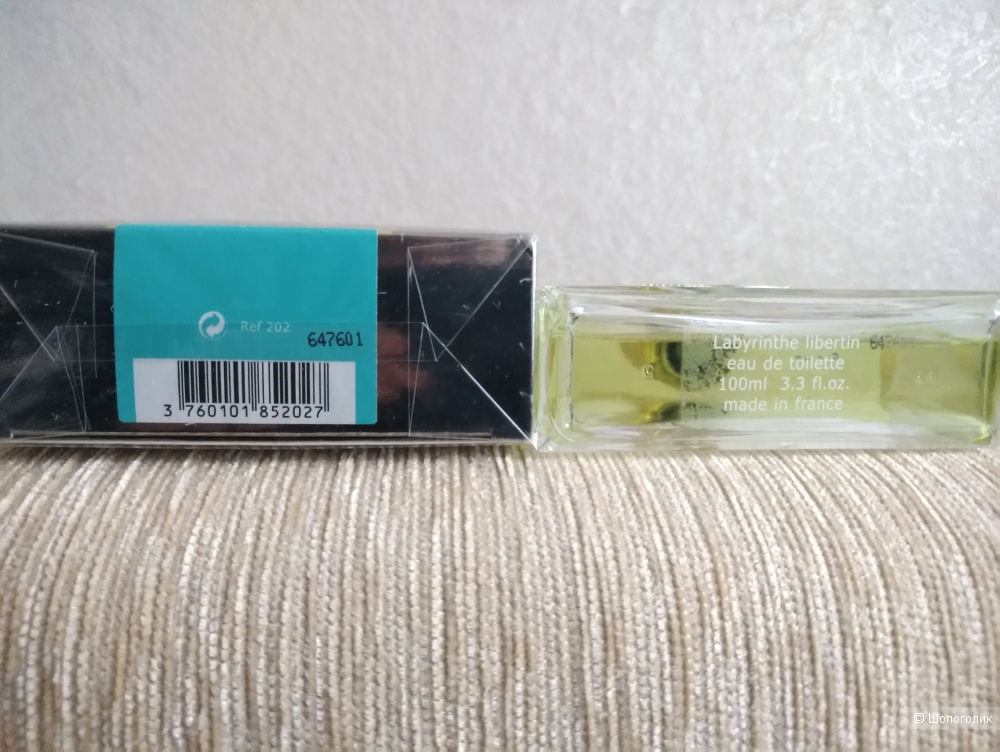 Ref 202
647601
3 760101 852027
Labyrinthe libertin
eau de toilette
100ml 3.3 fl.oz.
made in france
© Шопоголик